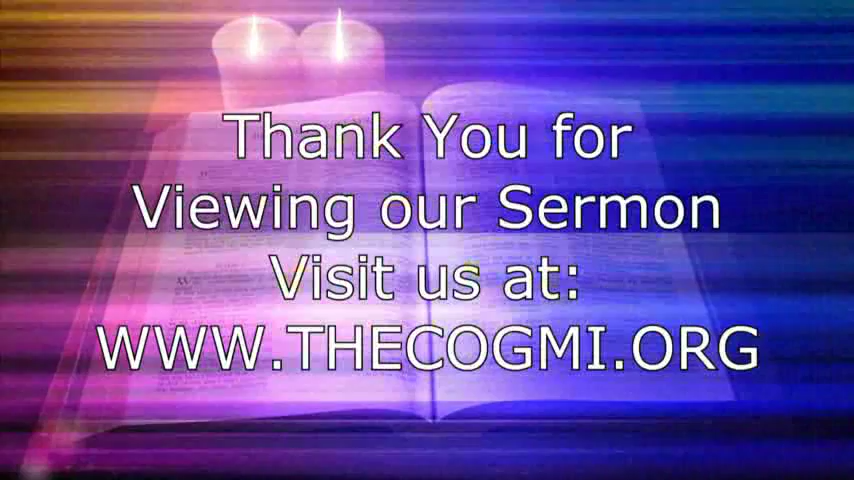 Thank You for
Viewing our Sermon
Visit us at:
WWW.THECOGMI.ORG